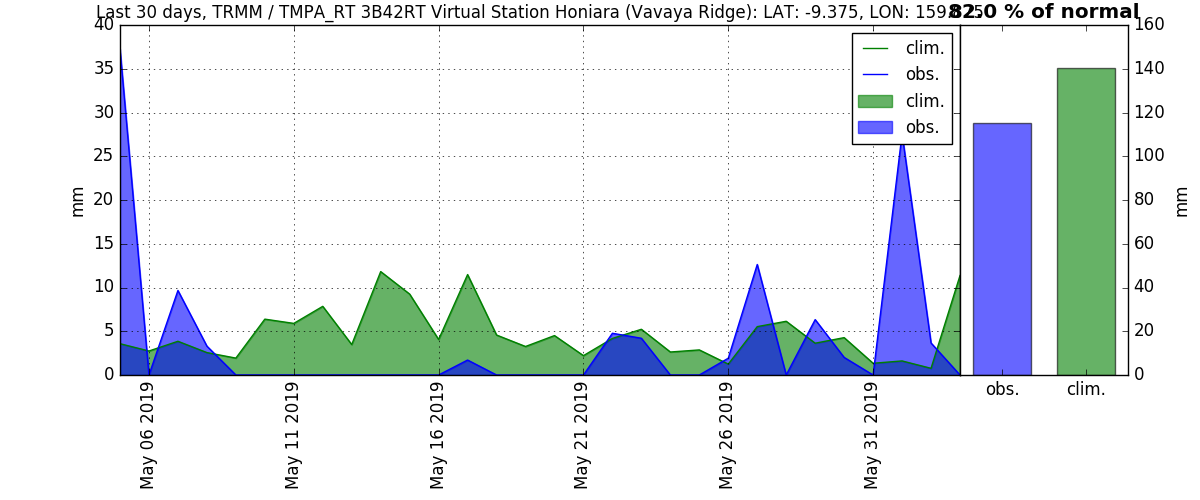 Last 30 days, TRMM / TMPA_RT 3B42RT Virtual Station Honiara (Vavaya Ridge): LAT: -9.375, LON:
82.0 % of normal
40
35
30
25
20
15
10
5
0
mm
clim.
obs.
clim.
obs.
May 06 2019
May 11 2019
May 16 2019
May 21 2019
May 26 2019
May 31 2019
160
140
120
100
80
60
40
20
0
mm
obs.
clim.